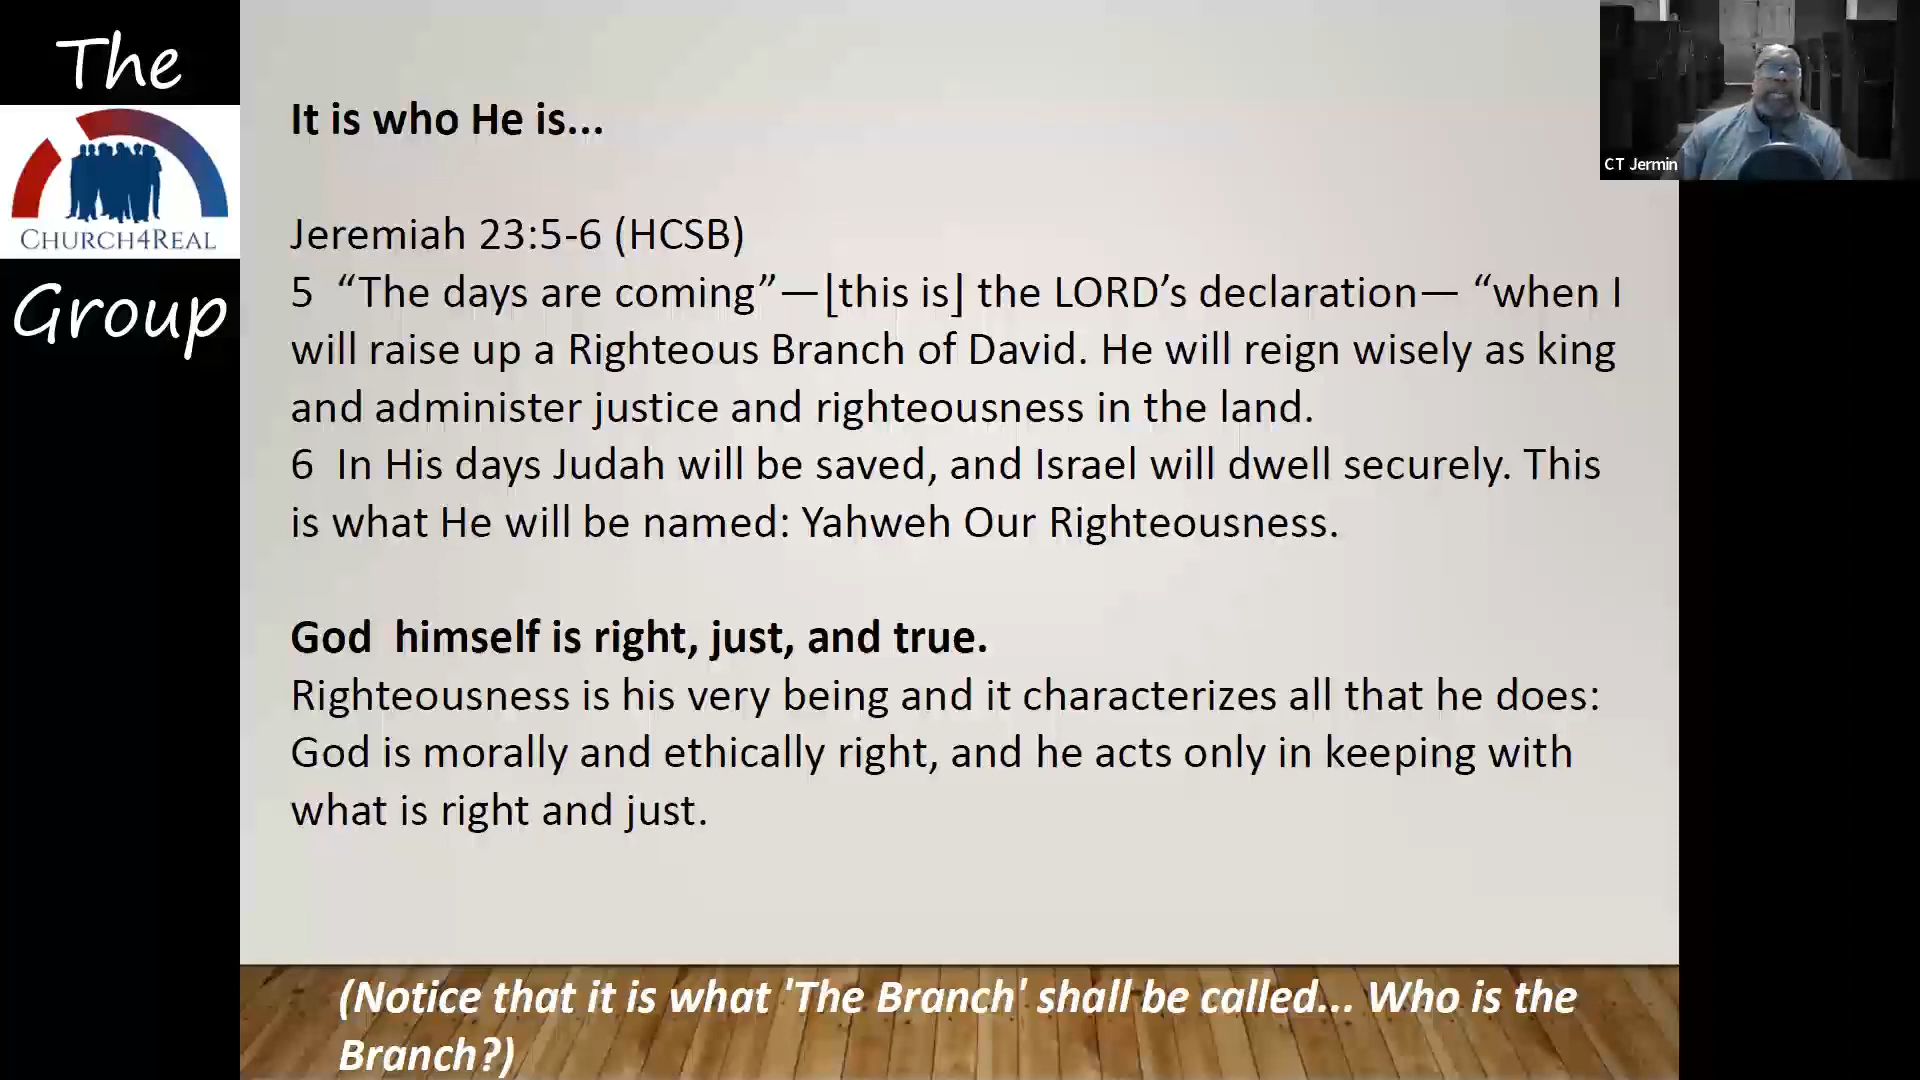 The
CHURCH4REAL
Group
It is who He is...
Jeremiah 23:5-6 (HCSB)
5  “The days are coming”—[this is] the LORD’s declaration— “when I
will raise up a Righteous Branch of David. He will reign wisely as king
and administer justice and righteousness in the land.
6  In His days Judah will be saved, and Israel will dwell securely. This
is what He will be named: Yahweh Our Righteousness.
God  himself is right, just, and true.
Righteousness is his very being and it characterizes all that he does:
God is morally and ethically right, and he acts only in keeping with
what is right and just.
(Notice that it is what 'The Branch' shall be called... Who is the
Branch?)
CT Jermin